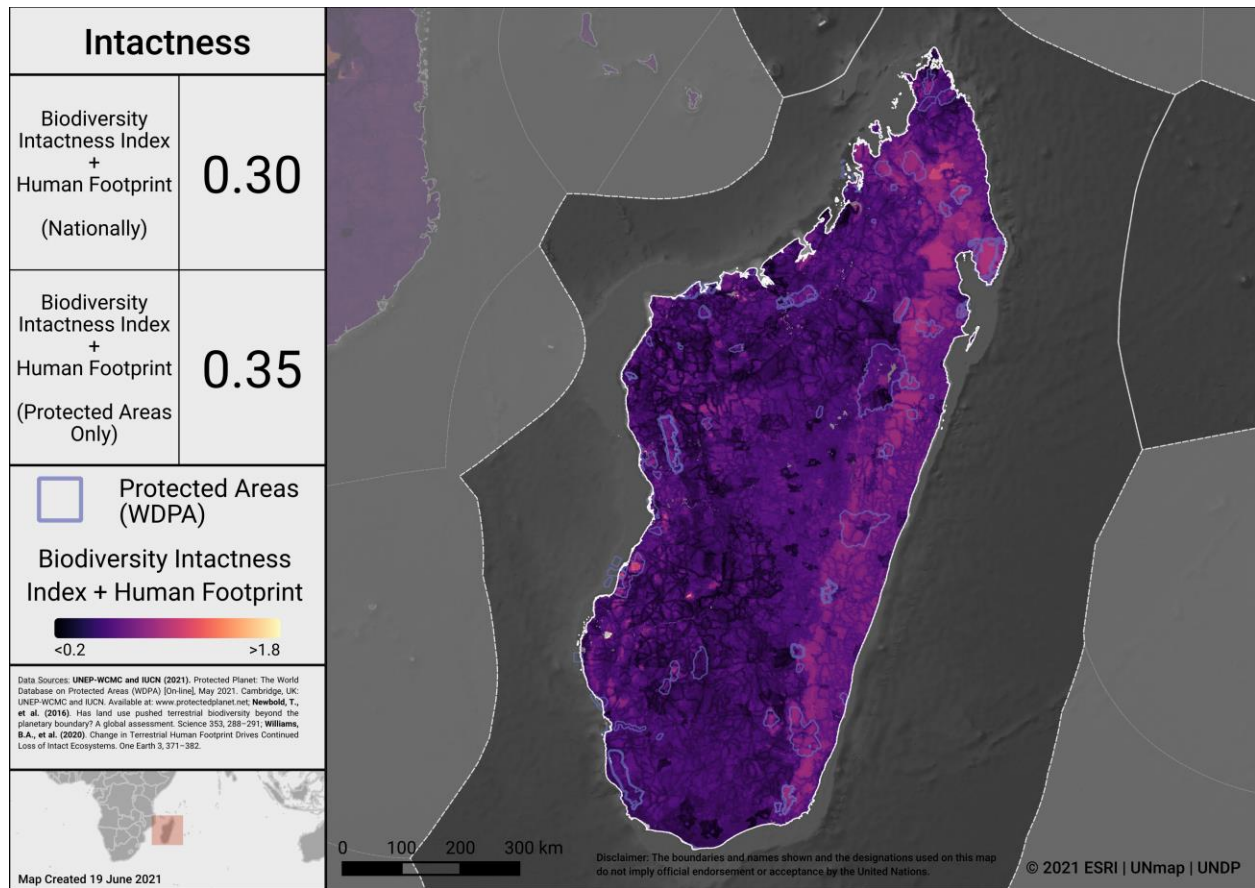 Intactness
Biodiversity
Intactness Index
+
Human Footprint
(Nationally)
0.30
Biodiversity
Intactness Index
+
Human Footprint
(Protected Areas
Only)
0.35
Protected Areas
(WDPA)
Biodiversity Intactness
Index + Human Footprint
<0.2
>1.8
Data Sources: UNEP-WCMC and IUCN (2021). Protected Planet: The World
Database on Protected Areas (WDPA) [On-line], May 2021. Cambridge, UK:
UNEP-WCMC and IUCN. Available at: www.protectedplanet.net; Newbold, T.,
et al. (2016). Has land use pushed terrestrial biodiversity beyond the
planetary boundary? A global assessment. Science 353, 288–291; Williams,
B.A., et al. (2020). Change in Terrestrial Human Footprint Drives Continued
Loss of Intact Ecosystems. One Earth 3, 371–382.
Map Created 19 June 2021
0 100 200 300 km
Disclaimer: The boundaries and names shown and the designations used on this map
do not imply official endorsement or acceptance by the United Nations.
© 2021 ESRI | UNmap | UNDP